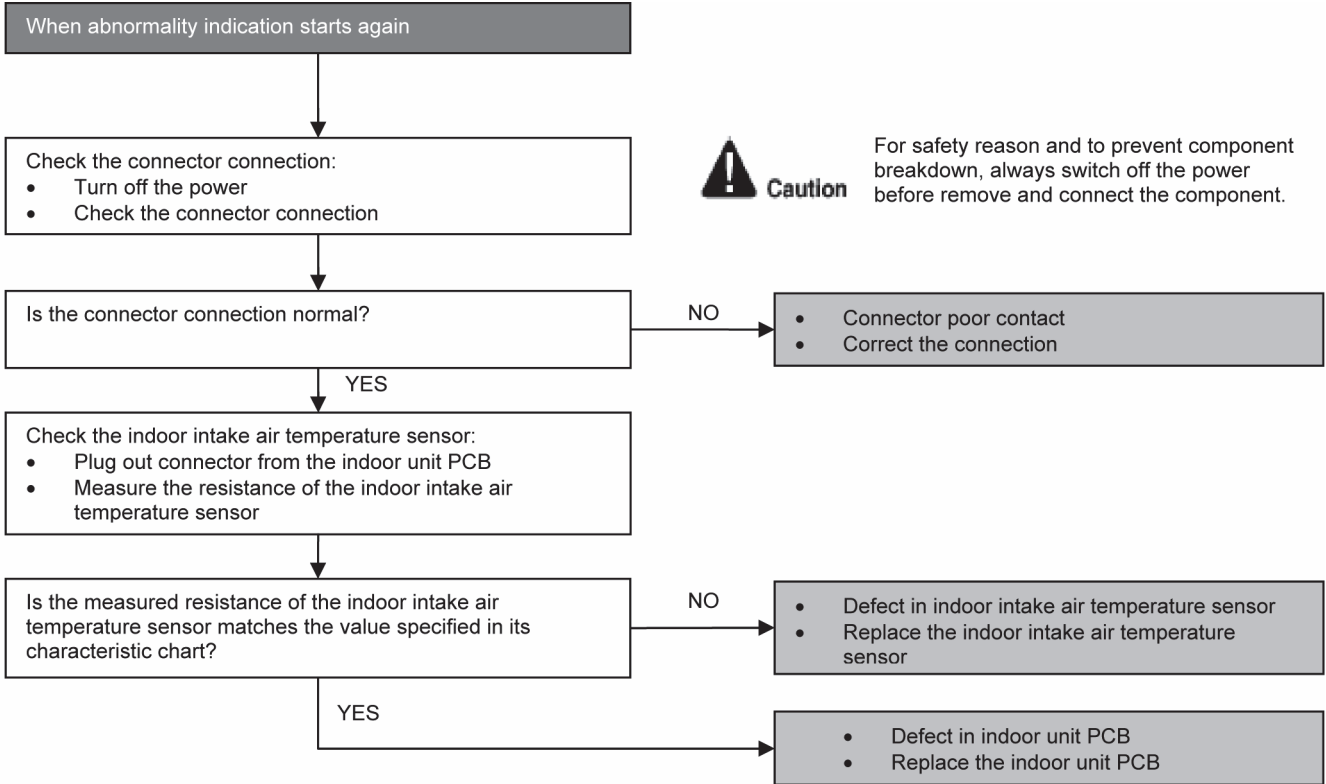 When abnormality indication starts again
Check the connector connection:
• Turn off the power
• Check the connector connection
Caution
For safety reason and to prevent component
breakdown, always switch off the power
before remove and connect the component.
Is the connector connection normal?
NO
• Connector poor contact
• Correct the connection
YES
Check the indoor intake air temperature sensor:
• Plug out connector from the indoor unit PCB
• Measure the resistance of the indoor intake air
temperature sensor
Is the measured resistance of the indoor intake air
temperature sensor matches the value specified in its
characteristic chart?
NO
• Defect in indoor intake air temperature sensor
• Replace the indoor intake air temperature
sensor
YES
• Defect in indoor unit PCB
• Replace the indoor unit PCB